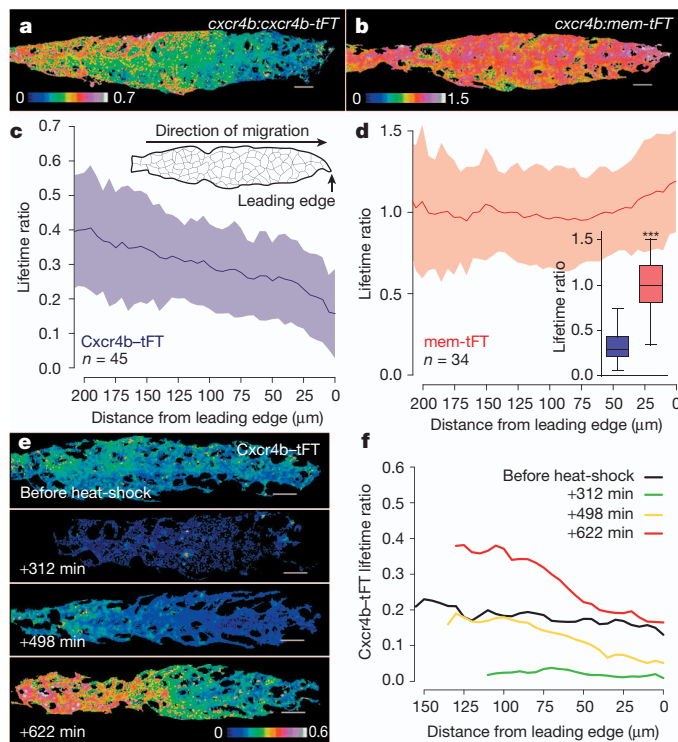 a
cxcr4b:cxcr4b-tFT
0
0.7
b
cxcr4b:mem-tFT
0
1.5
c
0.7
0.6
0.5
0.4
0.3
0.2
0.1
0.0
Lifetime ratio
Direction of migration
Leading edge
Cxcr4b–tFT
n = 45
200 175 150 125 100 75 50 25 0
Distance from leading edge (μm)
d
1.5
1.0
0.5
0.0
Lifetime ratio
mem-tFT
n = 34
1.5
1.0
0.5
0.0
Lifetime ratio
***
200 175 150 125 100 75 50 25 0
Distance from leading edge (μm)
e
Cxcr4b–tFT
Before heat-shock
+312 min
+498 min
+622 min
0
0.6
f
0.6
0.5
0.4
0.3
0.2
0.1
0.0
Cxcr4b–tFT lifetime ratio
Before heat-shock
+312 min
+498 min
+622 min
150 125 100 75 50 25 0
Distance from leading edge (μm)